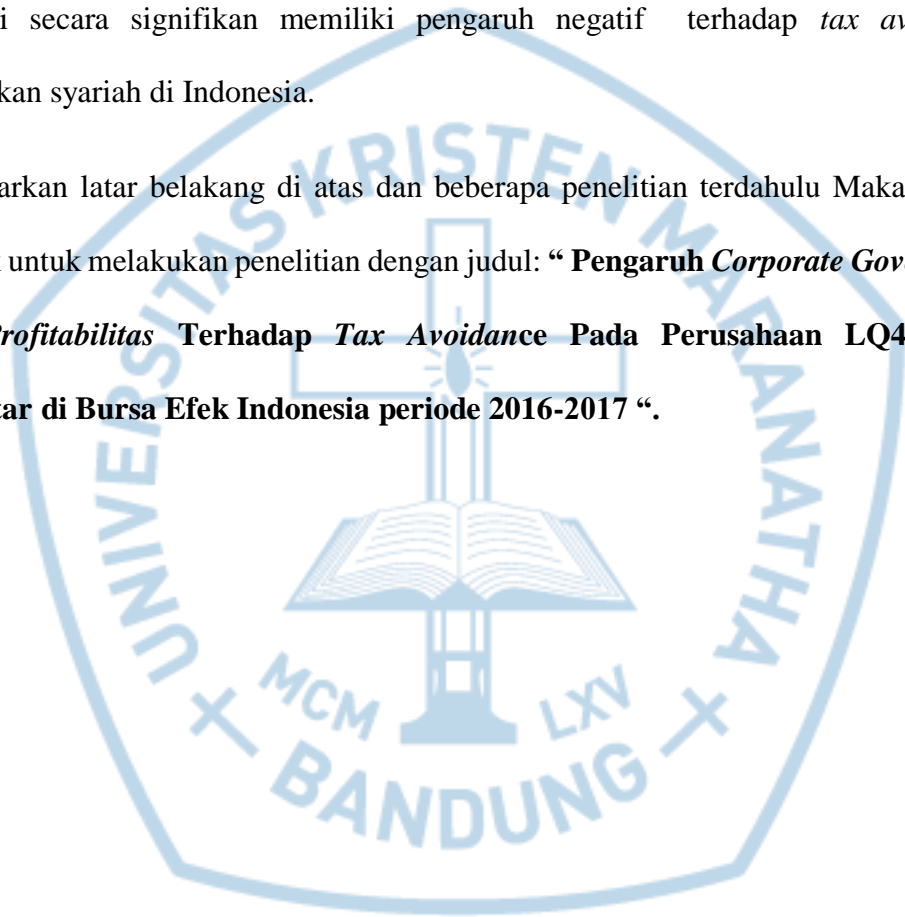 i secara signifikan memiliki pengaruh negatif terhadap tax av
kan syariah di Indonesia.
arkan latar belakang di atas dan beberapa penelitian terdahulu Maka
untuk melakukan penelitian dengan judul: “ Pengaruh Corporate Gov
rofitabilitas Terhadap Tax Avoidance Pada Perusahaan LQ4
tar di Bursa Efek Indonesia periode 2016-2017 “.
UNIVERSITAS KRISTEN MARANATHA
MCM LXV
BANDUNG